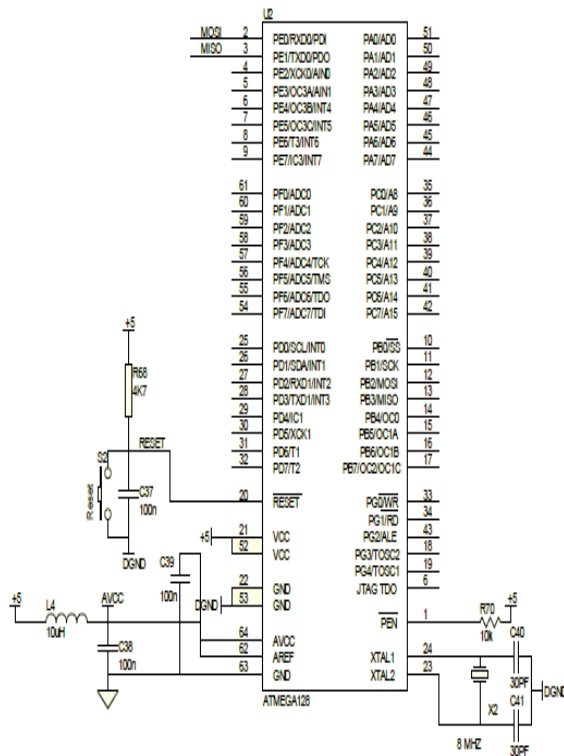 U2
MOSI 2 PE0/RXD0/PDI PA0/AD0 51
MISO 3 PE1/TXD0/PDO PA1/AD1 50
4 PE2/XCK0/AIN0 PA2/AD2 49
5 PE3/OC3A/AIN1 PA3/AD3 48
6 PE4/OC3B/INT4 PA4/AD4 47
7 PE5/OC3C/INT5 PA5/AD5 46
8 PE6/T3/INT6 PA6/AD6 45
9 PE7/IC3/INT7 PA7/AD7 44
61 PF0/ADC0 PC0/A8 35
60 PF1/ADC1 PC1/A9 36
59 PF2/ADC2 PC2/A10 37
58 PF3/ADC3 PC3/A11 38
57 PF4/ADC4/TCK PC4/A12 39
56 PF5/ADC5/TMS PC5/A13 40
55 PF6/ADC6/TDO PC6/A14 41
54 PF7/ADC7/TDI PC7/A15 42
+5
R68
4K7
25 PD0/SCL/INT0 PB0/SS 10
26 PD1/SDA/INT1 PB1/SCK 11
27 PD2/RXD1/INT2 PB2/MOSI 12
28 PD3/TXD1/INT3 PB3/MISO 13
29 PD4/IC1 PB4/OC0 14
30 PD5/XCK1 PB5/OC1A 15
31 PD6/T1 PB6/OC1B 16
32 PD7/T2 PB7/OC2/OC1C 17
RESET
S2
Reset
C37
100n
DGND
20 RESET PG0/WR 33
PG1/RD 34
+5 21 VCC PG2/ALE 43
52 VCC PG3/TOSC2 18
PG4/TOSC1 19
22 GND JTAG TDO 6
DGND 53 GND
C39
100n
+5
L4
10uH
AVCC
C38
100n
PEN 1
R70
10k
+5
64 AVCC
62 AREF XTAL1 24
63 GND XTAL2 23
C40
30PF
DGND
X2
8 MHZ
C41
30PF
ATMEGA128